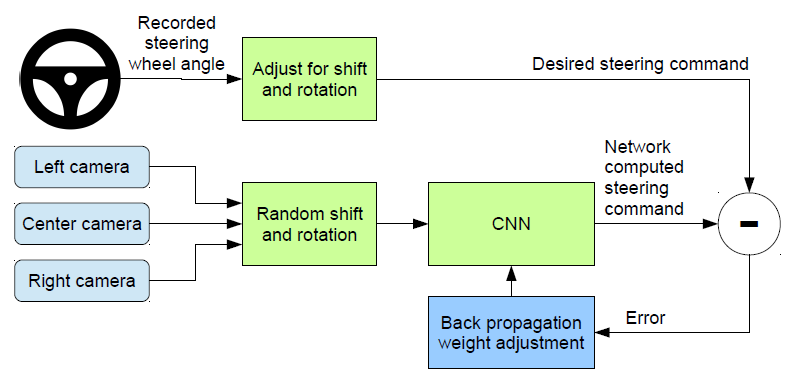 Recorded
steering
wheel angle
Adjust for shift
and rotation
Desired steering command
Left camera
Center camera
Right camera
Random shift
and rotation
CNN
Network
computed
steering
command
-
Back propagation
weight adjustment
Error